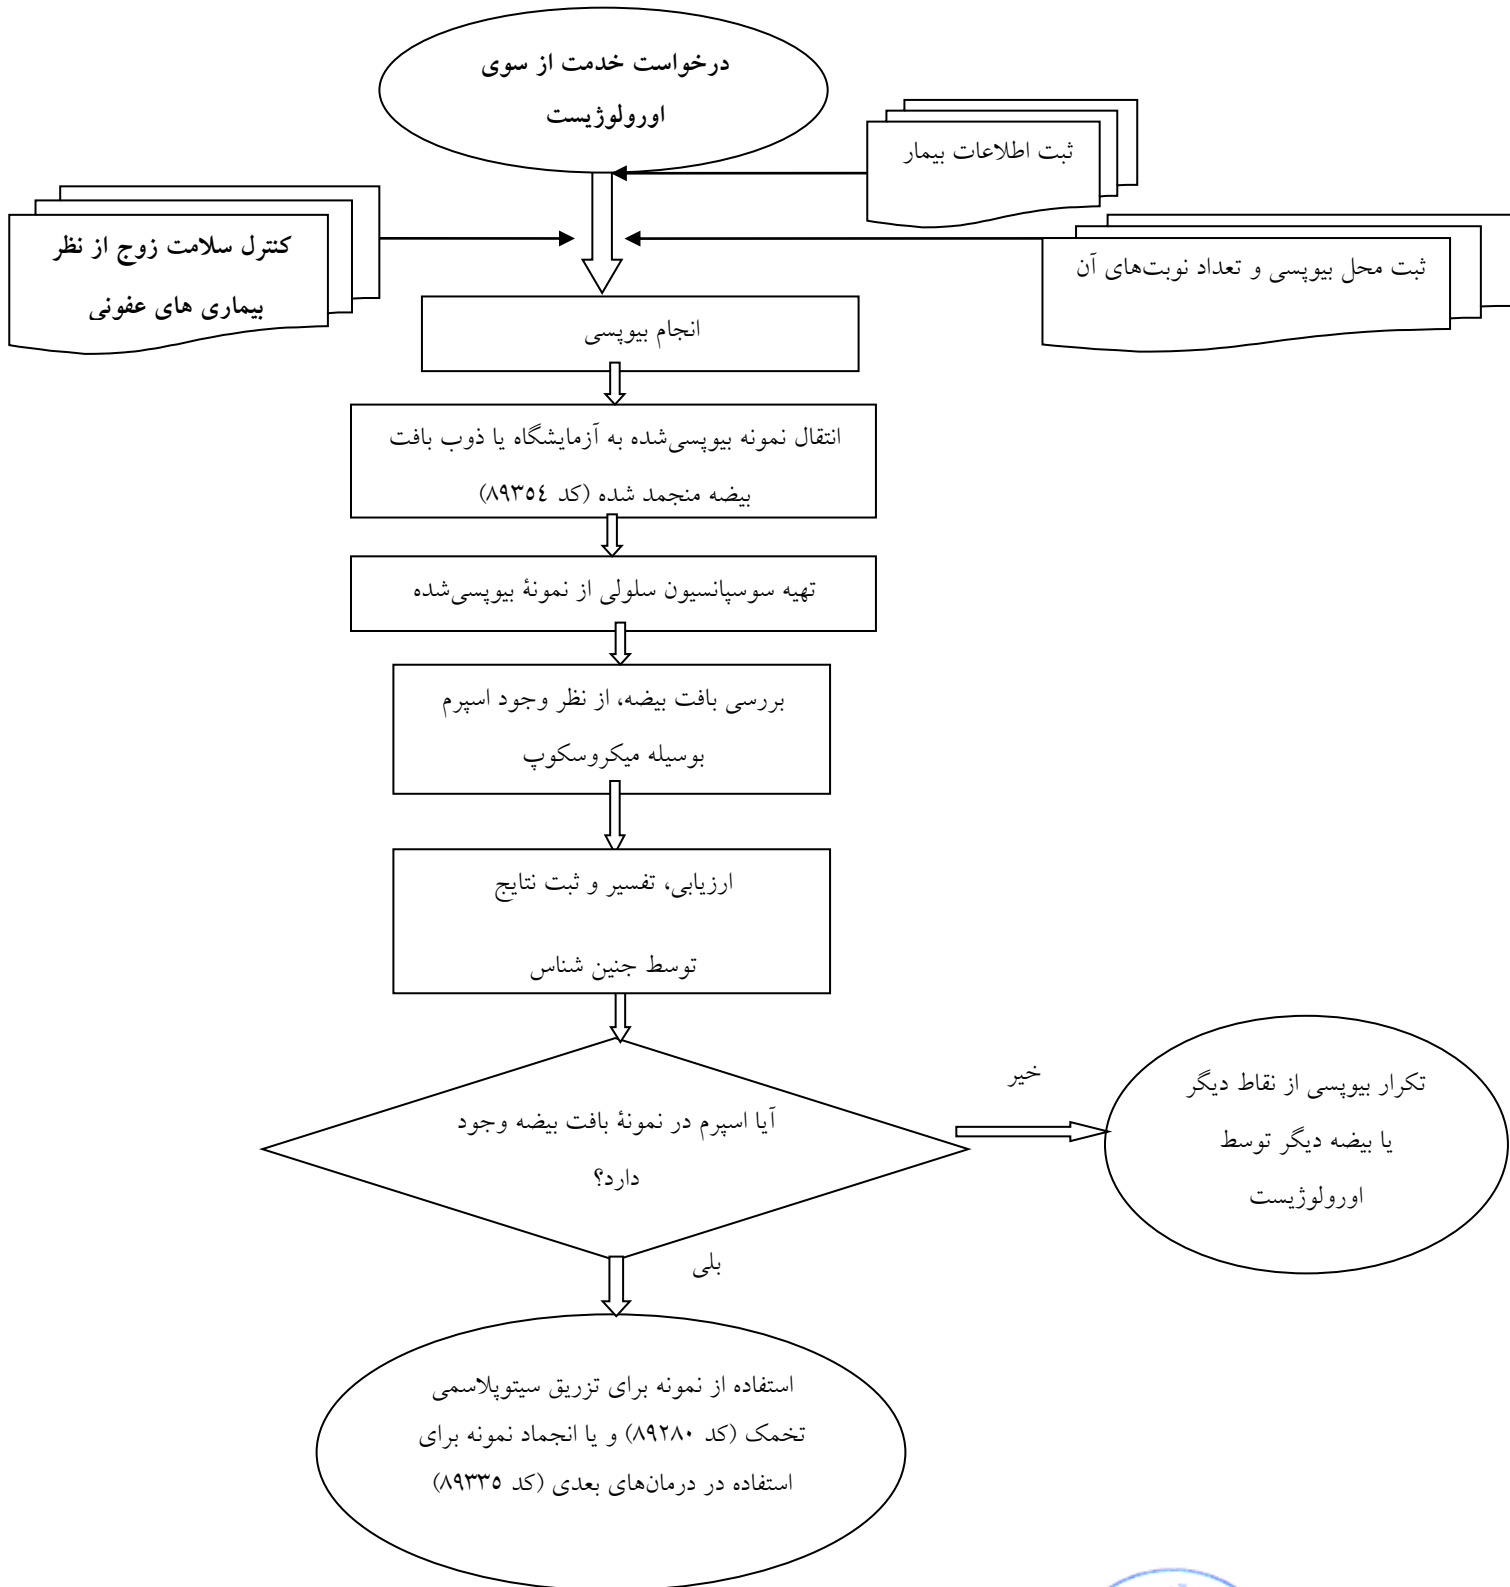 درخواست خدمت از سوی
اورولوژیست
ثبت اطلاعات بیمار
کنترل سلامت زوج از نظر
بیماری های عفونی
ثبت محل بیوپسی و تعداد نوبت‌های آن
انجام بیوپسی
انتقال نمونه بیوپسی‌شده به آزمایشگاه یا ذوب بافت
بیضه منجمد شده (کد ۸۹۳۵٤)
تهیه سوسپانسیون سلولی از نمونهٔ بیوپسی‌شده
بررسی بافت بیضه، از نظر وجود اسپرم
بوسیله میکروسکوپ
ارزیابی، تفسیر و ثبت نتایج
توسط جنین شناس
آیا اسپرم در نمونهٔ بافت بیضه وجود
دارد؟
خیر
تکرار بیوپسی از نقاط دیگر
یا بیضه دیگر توسط
اورولوژیست
بلی
استفاده از نمونه برای تزریق سیتوپلاسمی
تخمک (کد ۸۹۲۸۰) و یا انجماد نمونه برای
استفاده در درمان‌های بعدی (کد ۸۹۳۳۵)